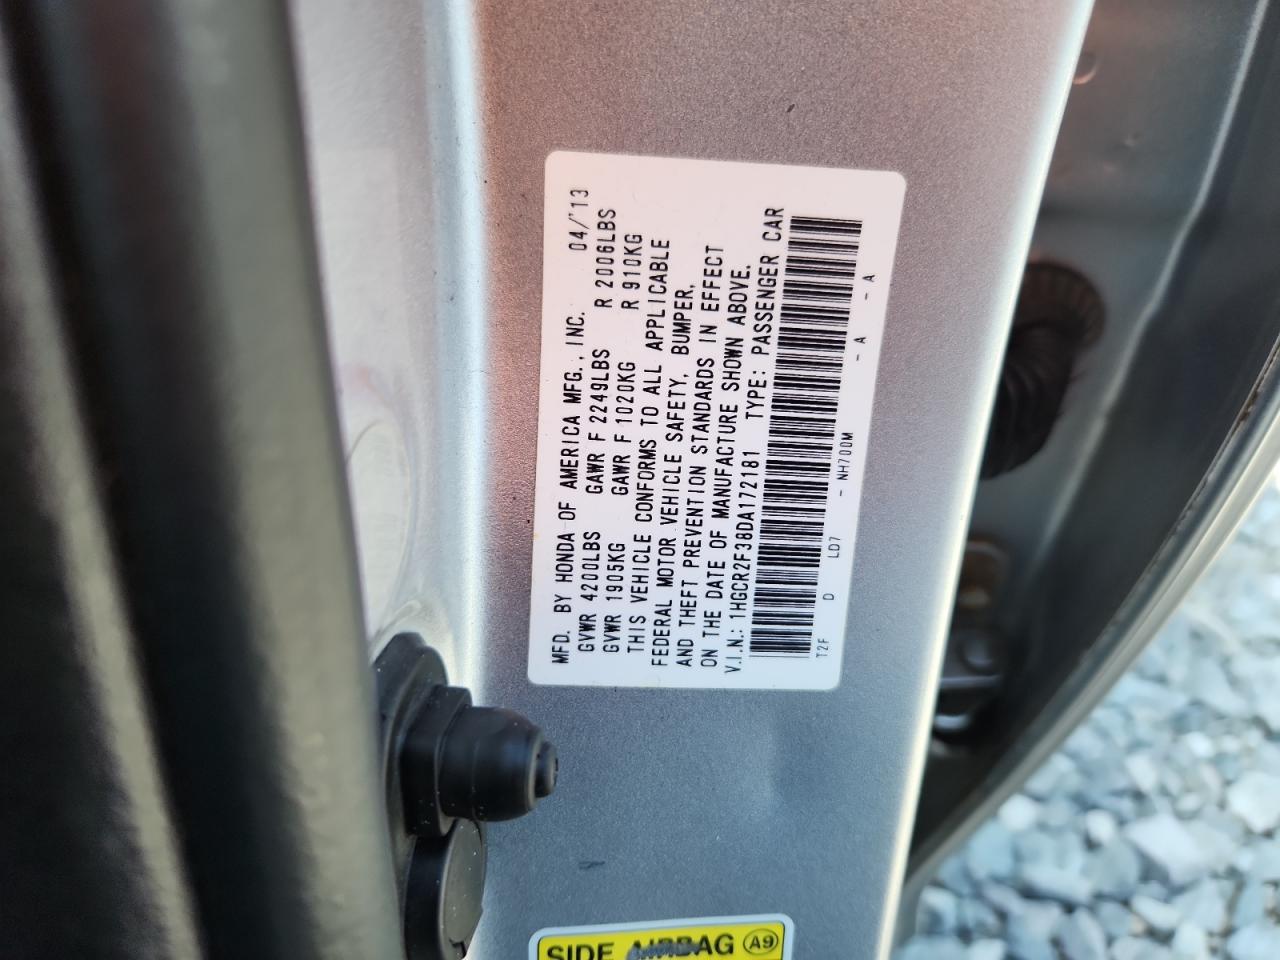 MFD. BY HONDA OF AMERICA MFG., INC. 04/'13
GVWR 4200LBS GAWR F 2249LBS R 2006LBS
GVWR 1905KG GAWR F 1020KG R 910KG
THIS VEHICLE CONFORMS TO ALL APPLICABLE
FEDERAL MOTOR VEHICLE SAFETY, BUMPER,
AND THEFT PREVENTION STANDARDS IN EFFECT
ON THE DATE OF MANUFACTURE SHOWN ABOVE.
V.I.N.: 1HGCR2F38DA172181 TYPE: PASSENGER CAR
T2F D LD7 - NH700M - A - A
SIDE AIRBAG A9